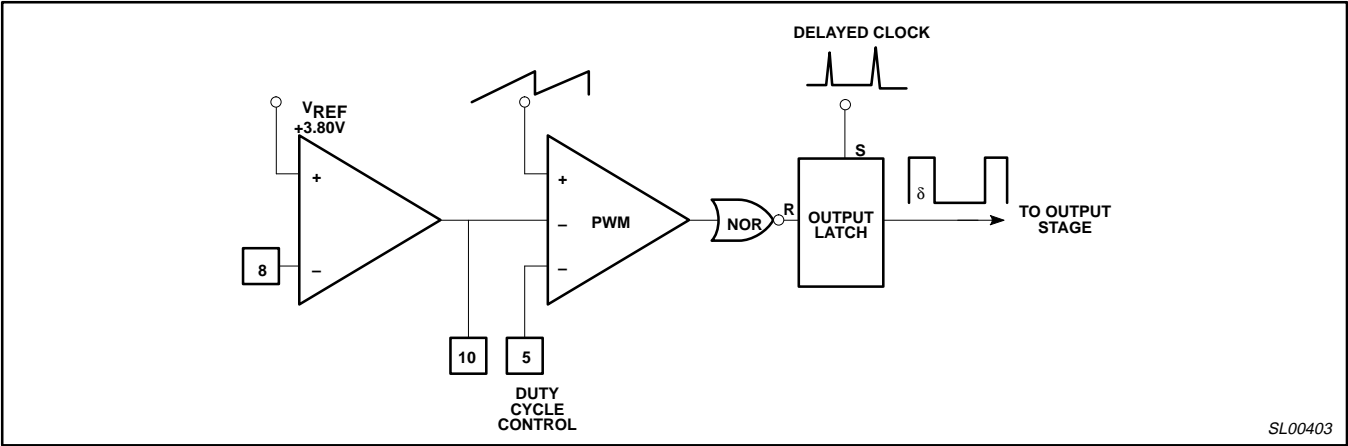 DELAYED CLOCK
VREF
+3.80V
S
+
+
δ
R
PWM
NOR
OUTPUT
LATCH
TO OUTPUT
STAGE
–
8
–
–
10
5
DUTY
CYCLE
CONTROL
SL00403